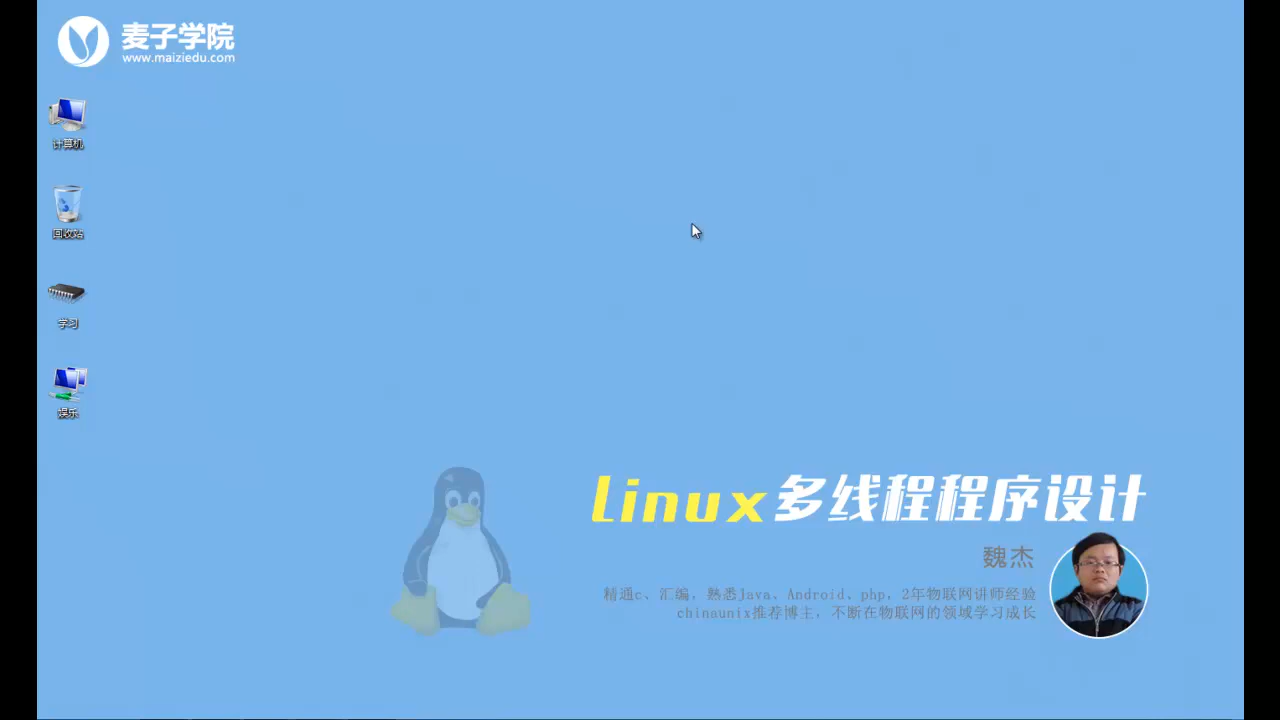 麦子学院
www.maiziedu.com
计算机
回收站
学习
娱乐
Linux多线程程序设计
魏杰
精通c、汇编，熟悉Java、Android、php，2年物联网讲师经验
chinaunix推荐博主，不断在物联网的领域学习成长